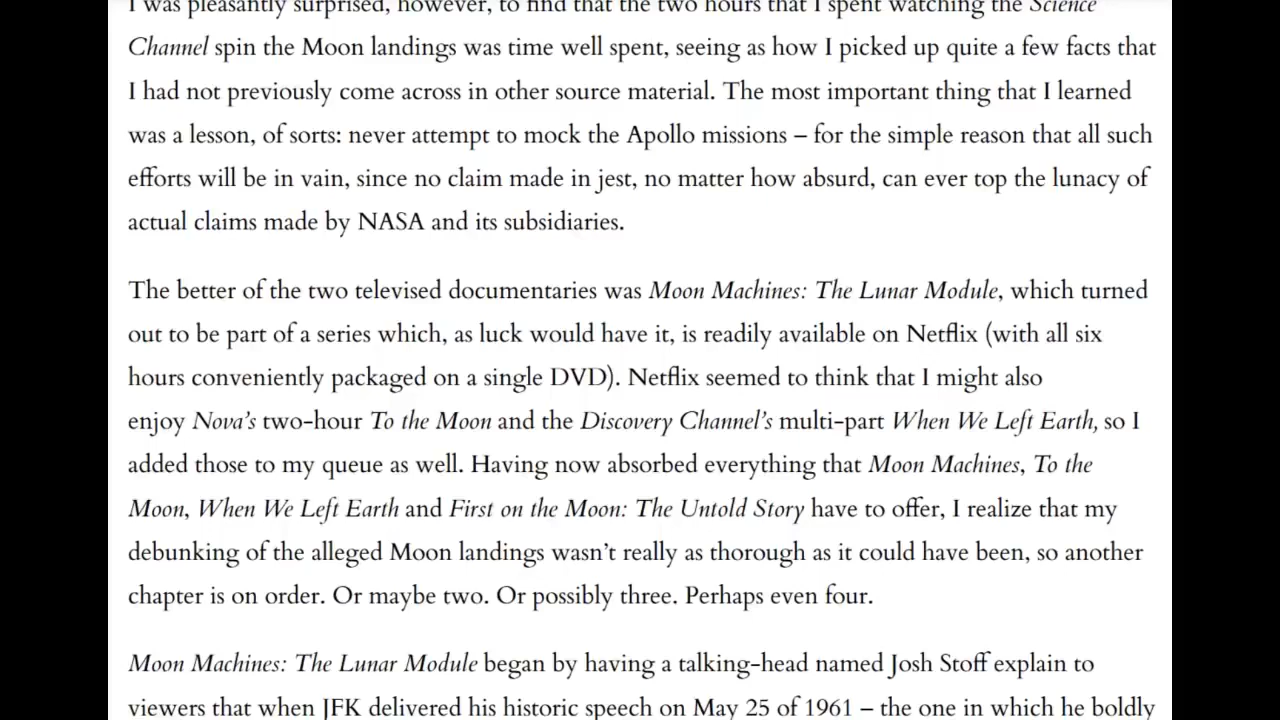 I was pleasantly surprised, however, to find that the two hours that I spent watching the Science
Channel spin the Moon landings was time well spent, seeing as how I picked up quite a few facts that
I had not previously come across in other source material. The most important thing that I learned
was a lesson, of sorts: never attempt to mock the Apollo missions – for the simple reason that all such
efforts will be in vain, since no claim made in jest, no matter how absurd, can ever top the lunacy of
actual claims made by NASA and its subsidiaries.
The better of the two televised documentaries was Moon Machines: The Lunar Module, which turned
out to be part of a series which, as luck would have it, is readily available on Netflix (with all six
hours conveniently packaged on a single DVD). Netflix seemed to think that I might also
enjoy Nova’s two-hour To the Moon and the Discovery Channel’s multi-part When We Left Earth, so I
added those to my queue as well. Having now absorbed everything that Moon Machines, To the
Moon, When We Left Earth and First on the Moon: The Untold Story have to offer, I realize that my
debunking of the alleged Moon landings wasn’t really as thorough as it could have been, so another
chapter is on order. Or maybe two. Or possibly three. Perhaps even four.
Moon Machines: The Lunar Module began by having a talking-head named Josh Stoff explain to
viewers that when JFK delivered his historic speech on May 25 of 1961 – the one in which he boldly